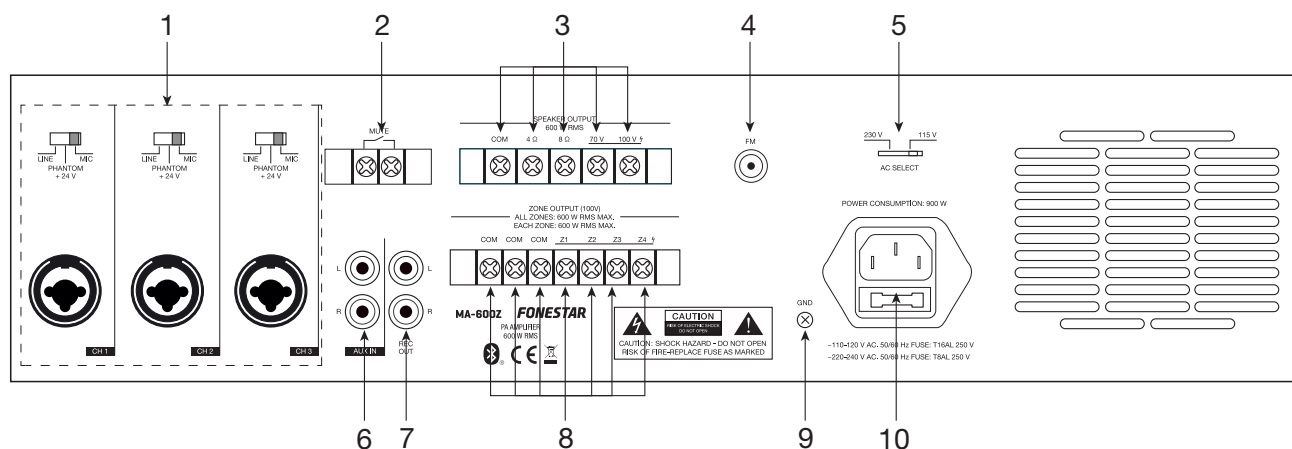 1
2
3
4
5
LINE
MIC
PHANTOM
+ 24 V
LINE
MIC
PHANTOM
+ 24 V
LINE
MIC
PHANTOM
+ 24 V
MUTE
SPEAKER OUTPUT
600 W RMS
COM 4 Ω 8 Ω 70 V 100 V
FM
230 V 115 V
AC SELECT
ZONE OUTPUT (100V)
ALL ZONES: 600 W RMS MAX.
EACH ZONE: 600 W RMS MAX.
COM COM COM Z1 Z2 Z3 Z4
POWER CONSUMPTION: 900 W
L
R
L
R
CH 1
CH 2
CH 3
AUX IN
REC
OUT
MA-600Z FONESTAR
PA AMPLIFIER
600 W RMS
CE
CAUTION
RISK OF ELECTRIC SHOCK
DO NOT OPEN
CAUTION: SHOCK HAZARD - DO NOT OPEN
RISK OF FIRE-REPLACE FUSE AS MARKED
GND
~110-120 V AC. 50/60 Hz FUSE: T16AL 250 V
~220-240 V AC. 50/60 Hz FUSE: T8AL 250 V
6
7
8
9
10